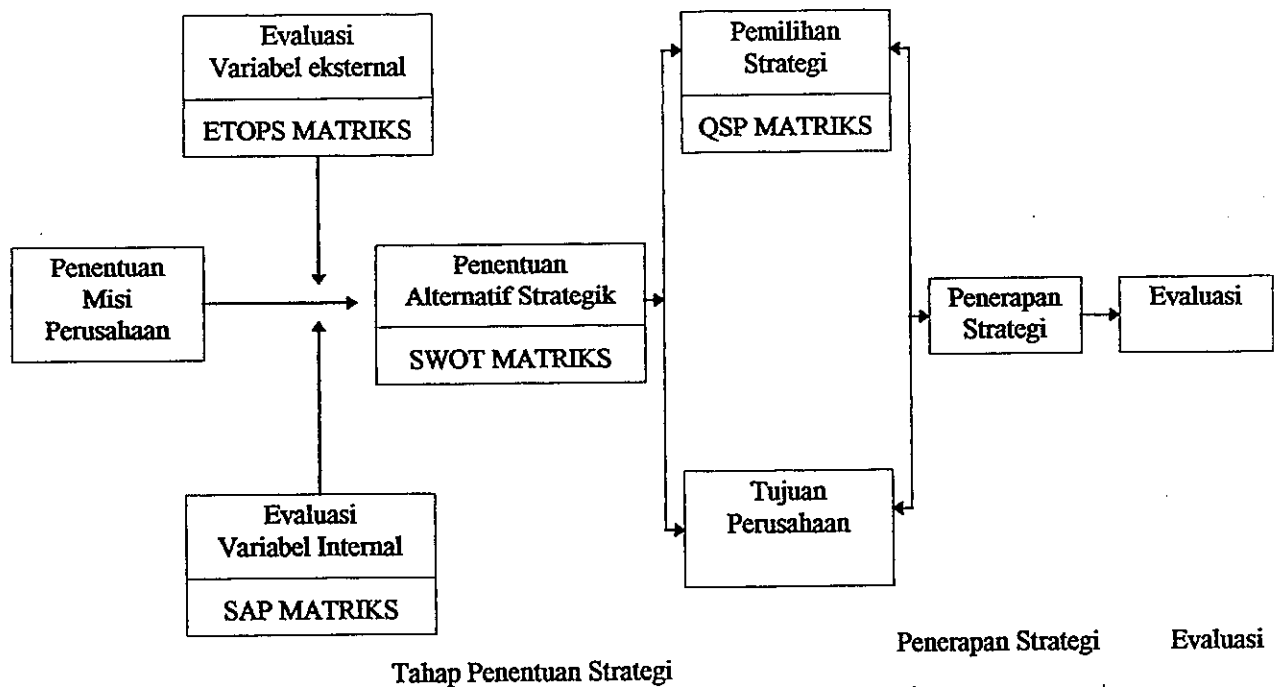 Evaluasi
Variabel eksternal
ETOPS MATRIKS
Pemilihan
Strategi
QSP MATRIKS
Penentuan
Misi
Perusahaan
Penentuan
Alternatif Strategik
SWOT MATRIKS
Penerapan
Strategi
Evaluasi
Evaluasi
Variabel Internal
SAP MATRIKS
Tujuan
Perusahaan
Penerapan Strategi
Evaluasi
Tahap Penentuan Strategi